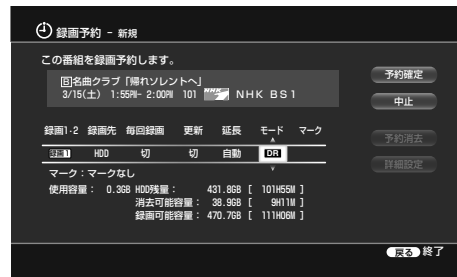 録画予約 - 新規
この番組を録画予約します。
回名曲クラブ「帰れソレントへ」
3/15(土) 1:55PM- 2:00PM 101 NHK NHK BS1
予約確定
中止
予約消去
詳細設定
録画1･2 録画先 毎回録画 更新 延長 モード マーク
録画1 HDD 切 切 自動 DR
マーク：マークなし
使用容量： 0.3GB HDD残量： 431.8GB [ 101H55M ]
消去可能容量： 38.9GB [ 9H11M ]
録画可能容量： 470.7GB [ 111H06M ]
戻る 終了